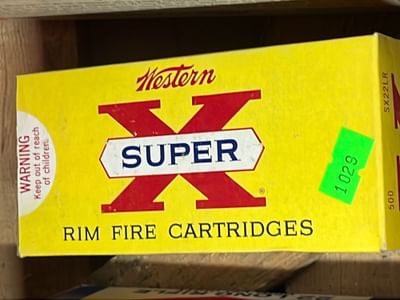 Western
X
SUPER
®
RIM FIRE CARTRIDGES
WARNING
Keep out of reach
of children.
1029
SX22LR
500